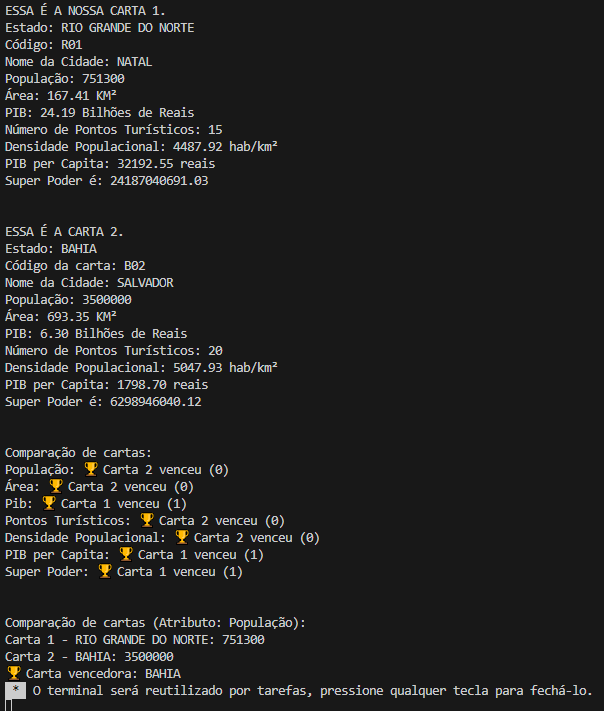 ESSA É A NOSSA CARTA 1.
Estado: RIO GRANDE DO NORTE
Código: R01
Nome da Cidade: NATAL
População: 751300
Área: 167.41 KM²
PIB: 24.19 Bilhões de Reais
Número de Pontos Turísticos: 15
Densidade Populacional: 4487.92 hab/km²
PIB per Capita: 32192.55 reais
Super Poder é: 24187040691.03
ESSA É A CARTA 2.
Estado: BAHIA
Código da carta: B02
Nome da Cidade: SALVADOR
População: 3500000
Área: 693.35 KM²
PIB: 6.30 Bilhões de Reais
Número de Pontos Turísticos: 20
Densidade Populacional: 5047.93 hab/km²
PIB per Capita: 1798.70 reais
Super Poder é: 6298946040.12
Comparação de cartas:
População: 🏆 Carta 2 venceu (0)
Área: 🏆 Carta 2 venceu (0)
Pib: 🏆 Carta 1 venceu (1)
Pontos Turísticos: 🏆 Carta 2 venceu (0)
Densidade Populacional: 🏆 Carta 2 venceu (0)
PIB per Capita: 🏆 Carta 1 venceu (1)
Super Poder: 🏆 Carta 1 venceu (1)
Comparação de cartas (Atributo: População):
Carta 1 - RIO GRANDE DO NORTE: 751300
Carta 2 - BAHIA: 3500000
🏆 Carta vencedora: BAHIA
* O terminal será reutilizado por tarefas, pressione qualquer tecla para fechá-lo.